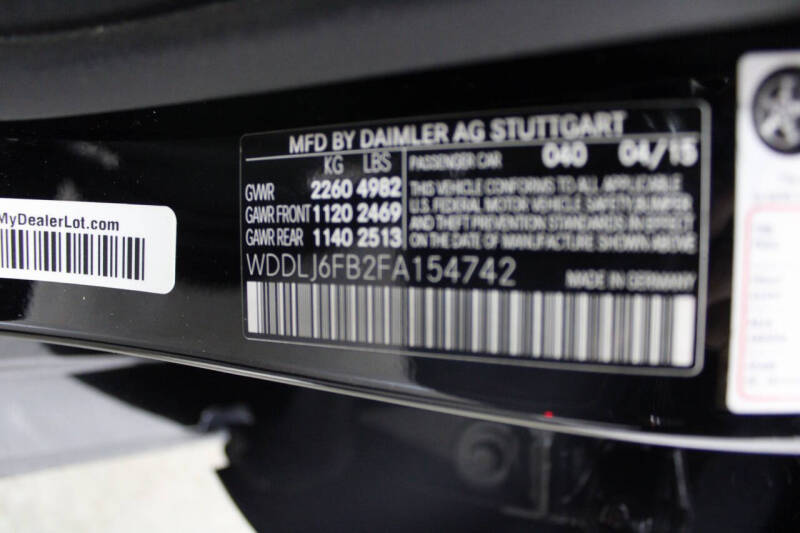 MyDealerLot.com
MFD BY DAIMLER AG STUTTGART
KG LBS
GVWR 2260 4982
GAWR FRONT 1120 2469
GAWR REAR 1140 2513
PASSENGER CAR 040 04/15
THIS VEHICLE CONFORMS TO ALL APPLICABLE
U.S. FEDERAL MOTOR VEHICLE SAFETY, BUMPER
AND THEFT PREVENTION STANDARDS IN EFFECT
ON THE DATE OF MANUFACTURE SHOWN ABOVE
WDDLJ6FB2FA154742
MADE IN GERMANY